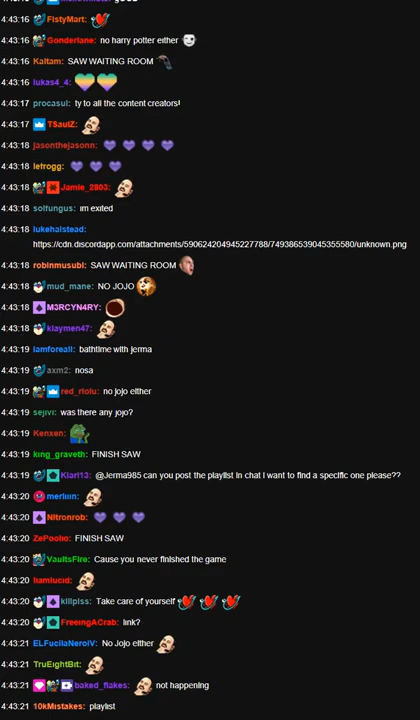 4:43:16 FistyMart:
4:43:16 Gonderlane: no harry potter either
4:43:16 Kaltam: SAW WAITING ROOM
4:43:16 lukas4_4:
4:43:17 procasul: ty to all the content creators!
4:43:17 TSaulZ:
4:43:18 jasonthejasonn:
4:43:18 lefrogg:
4:43:18 Jamie_2803:
4:43:18 solfungus: im exited
4:43:18 lukehalstead:
https://cdn.discordapp.com/attachments/590624204945227788/749386539045355580/unknown.png
4:43:18 robinmusubi: SAW WAITING ROOM
4:43:18 mud_mane: NO JOJO
4:43:18 M3RCYN4RY:
4:43:18 klaymen47:
4:43:19 iamforeall: bathtime with jerma
4:43:19 axm2: nosa
4:43:19 red_riolu: no jojo either
4:43:19 sejivi: was there any jojo?
4:43:19 Kenxen:
4:43:19 king_graveth: FINISH SAW
4:43:19 Klari13: @Jerma985 can you post the playlist in chat I want to find a specific one please??
4:43:20 merliiin:
4:43:20 Nitronrob:
4:43:20 ZePoolio: FINISH SAW
4:43:20 VaultsFire: Cause you never finished the game
4:43:20 liamlucid:
4:43:20 killpiss: Take care of yourself
4:43:20 FreeingACrab: link?
4:43:21 ELFucilaNeroIV: No Jojo either
4:43:21 TruEightBit:
4:43:21 baked_flakes: not happening
4:43:21 10kMistakes: playlist